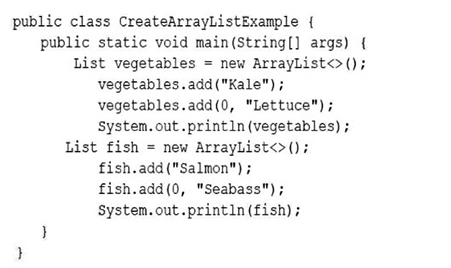 public class CreateArrayListExample {
public static void main(String[] args) {
List vegetables = new ArrayList<>();
vegetables.add("Kale");
vegetables.add(0, "Lettuce");
System.out.println(vegetables);
List fish = new ArrayList<>();
fish.add("Salmon");
fish.add(0, "Seabass");
System.out.println(fish);
}
}